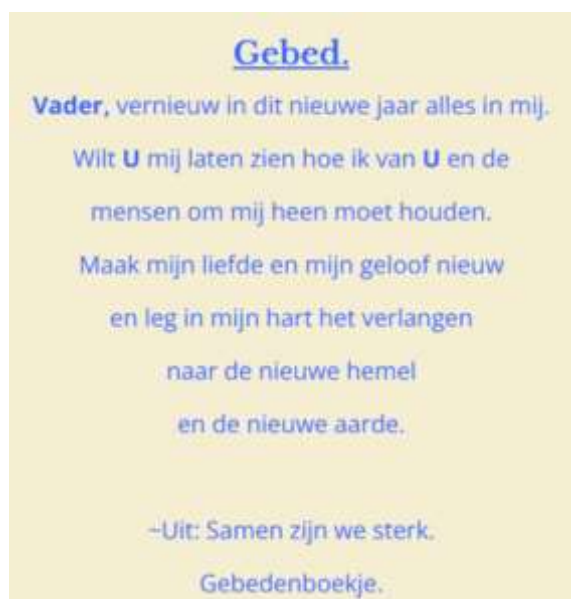 Gebed.
Vader, vernieuw in dit nieuwe jaar alles in mij.
Wilt U mij laten zien hoe ik van U en de
mensen om mij heen moet houden.
Maak mijn liefde en mijn geloof nieuw
en leg in mijn hart het verlangen
naar de nieuwe hemel
en de nieuwe aarde.
~Uit: Samen zijn we sterk.
Gebedenboekje.